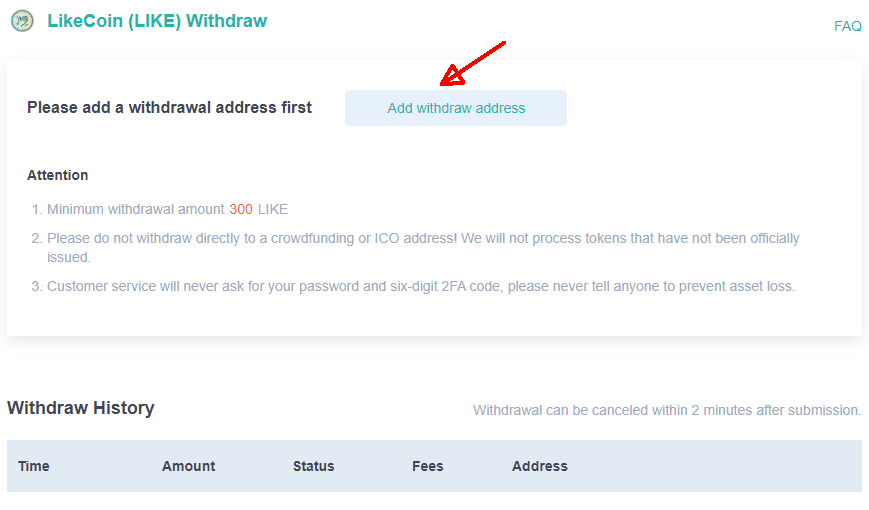 LikeCoin (LIKE) Withdraw
FAQ
Please add a withdrawal address first
Add withdraw address
Attention
1. Minimum withdrawal amount 300 LIKE
2. Please do not withdraw directly to a crowdfunding or ICO address! We will not process tokens that have not been officially
issued.
3. Customer service will never ask for your password and six-digit 2FA code, please never tell anyone to prevent asset loss.
Withdraw History
Withdrawal can be canceled within 2 minutes after submission.
Time Amount Status Fees Address